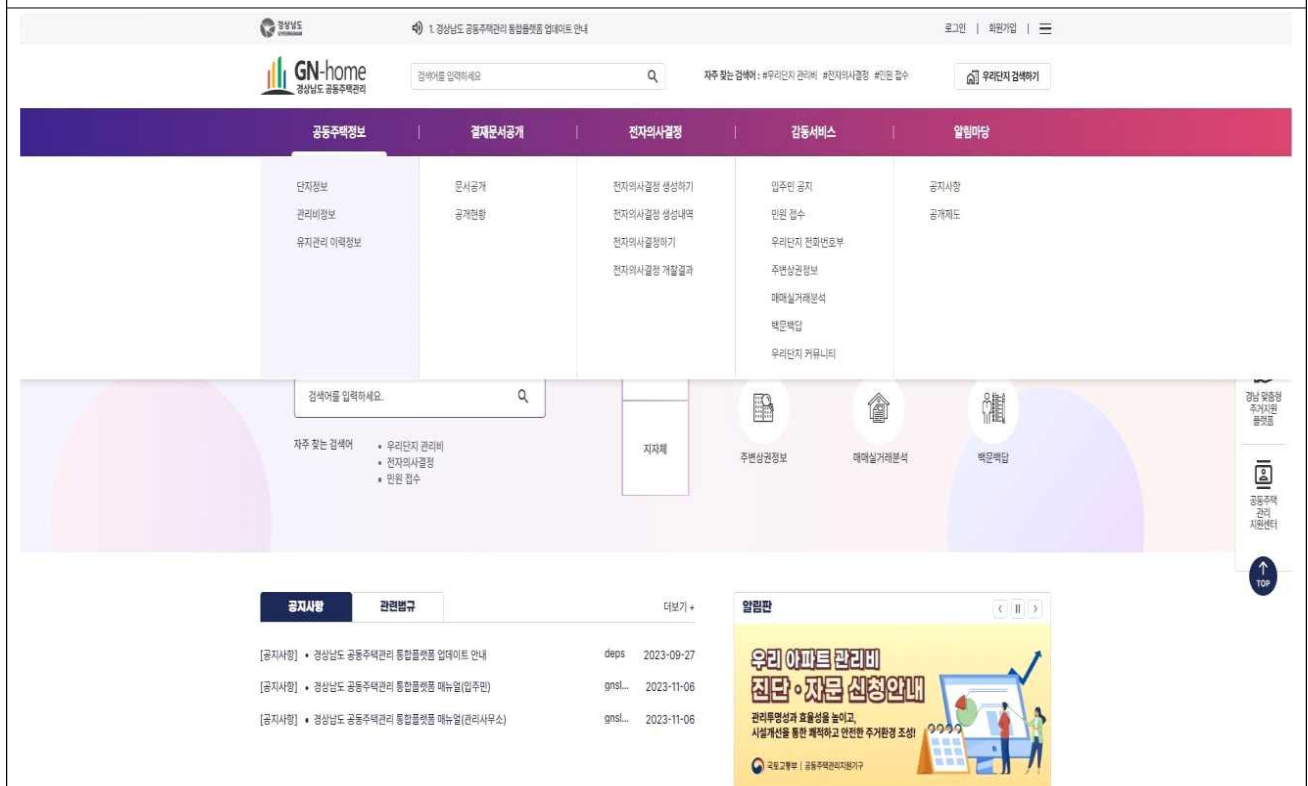 경상남도
1. 경상남도 공동주택관리 통합플랫폼 업데이트 안내
로그인 | 회원가입 |
GN-home
경상남도 공동주택관리
검색어를 입력하세요
자주 찾는 검색어 : #우리단지 관리비 #전자의사결정 #민원 접수
우리단지 검색하기
공동주택정보 | 결재문서공개 | 전자의사결정 | 감동서비스 | 알림마당
단지정보
관리비정보
유지관리 이력정보
문서공개
공개현황
전자의사결정 생성하기
전자의사결정 생성내역
전자의사결정하기
전자의사결정 개찰결과
입주민 공지
민원 접수
우리단지 전화번호부
주변상권정보
매매실거래분석
백문백답
우리단지 커뮤니티
공지사항
공개제도
검색어를 입력하세요.
자주 찾는 검색어
• 우리단지 관리비
• 전자의사결정
• 민원 접수
지자체
주변상권정보
매매실거래분석
백문백답
경남 맞춤형
주거지원
플랫폼
공동주택
관리
지원센터
TOP
공지사항
관련법규
더보기 +
[공지사항] • 경상남도 공동주택관리 통합플랫폼 업데이트 안내 deps 2023-09-27
[공지사항] • 경상남도 공동주택관리 통합플랫폼 매뉴얼(입주민) gnsl... 2023-11-06
[공지사항] • 경상남도 공동주택관리 통합플랫폼 매뉴얼(관리사무소) gnsl... 2023-11-06
알림판
우리 아파트 관리비
진단•자문 신청안내
관리투명성과 효율성을 높이고,
시설개선을 통한 쾌적하고 안전한 주거환경 조성!
국토교통부 | 공동주택관리지원기구